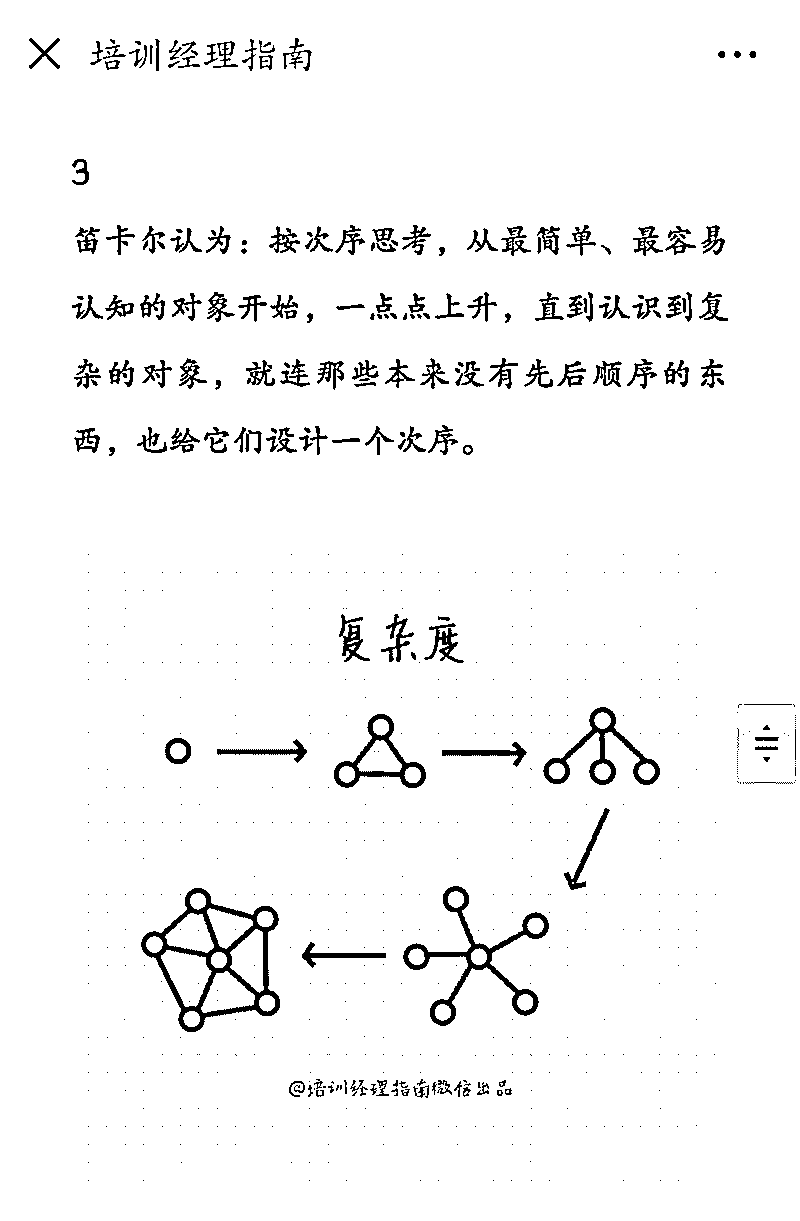 培训经理指南
3
笛卡尔认为：按次序思考，从最简单、最容易
认知的对象开始，一点点上升，直到认识到复
杂的对象，就连那些本来没有先后顺序的东
西，也给它们设计一个次序。
复杂度
@培训经理指南微信出品